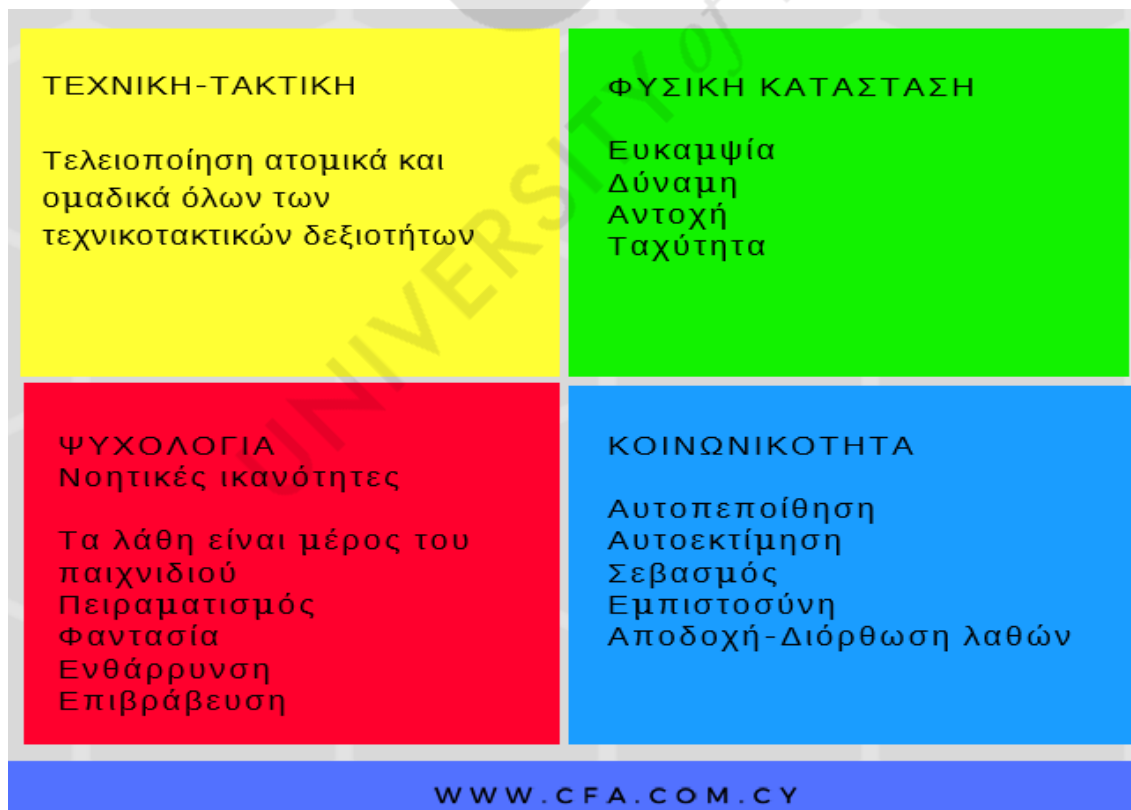 ΤΕΧΝΙΚΗ-ΤΑΚΤΙΚΗ
Τελειοποίηση ατομικά και
ομαδικά όλων των
τεχνικοτακτικών δεξιοτήτων
ΦΥΣΙΚΗ ΚΑΤΑΣΤΑΣΗ
Ευκαμψία
Δύναμη
Αντοχή
Ταχύτητα
ΨΥΧΟΛΟΓΙΑ
Νοητικές ικανότητες
Τα λάθη είναι μέρος του
παιχνιδιού
Πειραματισμός
Φαντασία
Ενθάρρυνση
Επιβράβευση
ΚΟΙΝΩΝΙΚΟΤΗΤΑ
Αυτοπεποίθηση
Αυτοεκτίμηση
Σεβασμός
Εμπιστοσύνη
Αποδοχή-Διόρθωση λαθών
WWW.CFA.COM.CY
UNIVERSITY of